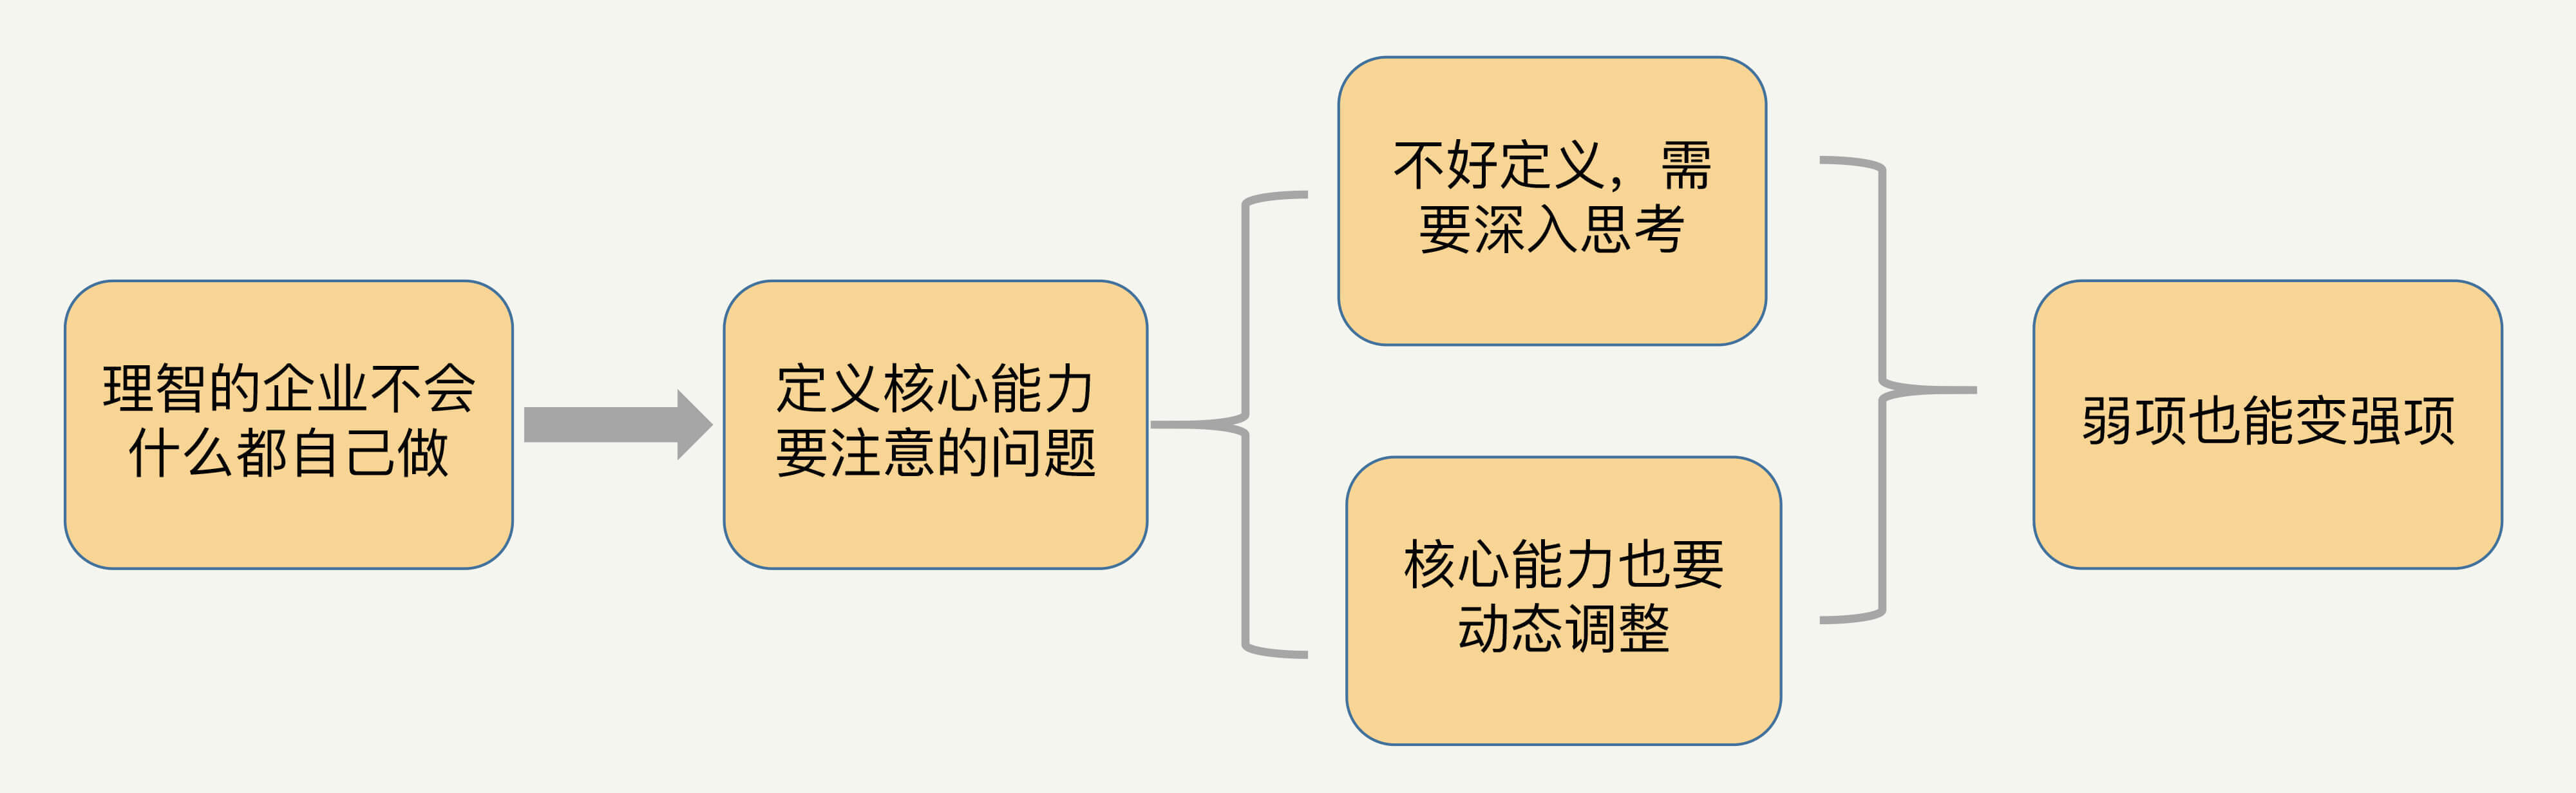 理智的企业不会
什么都自己做
定义核心能力
要注意的问题
不好定义，需
要深入思考
核心能力也要
动态调整
弱项也能变强项